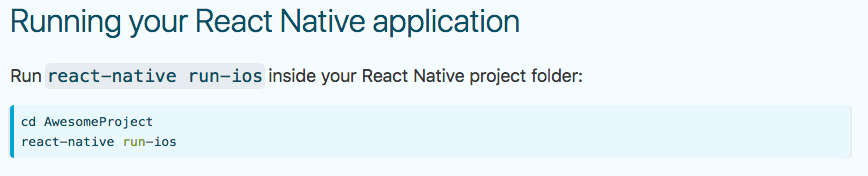 Running your React Native application
Run react-native run-ios inside your React Native project folder:
cd AwesomeProject
react-native run-ios